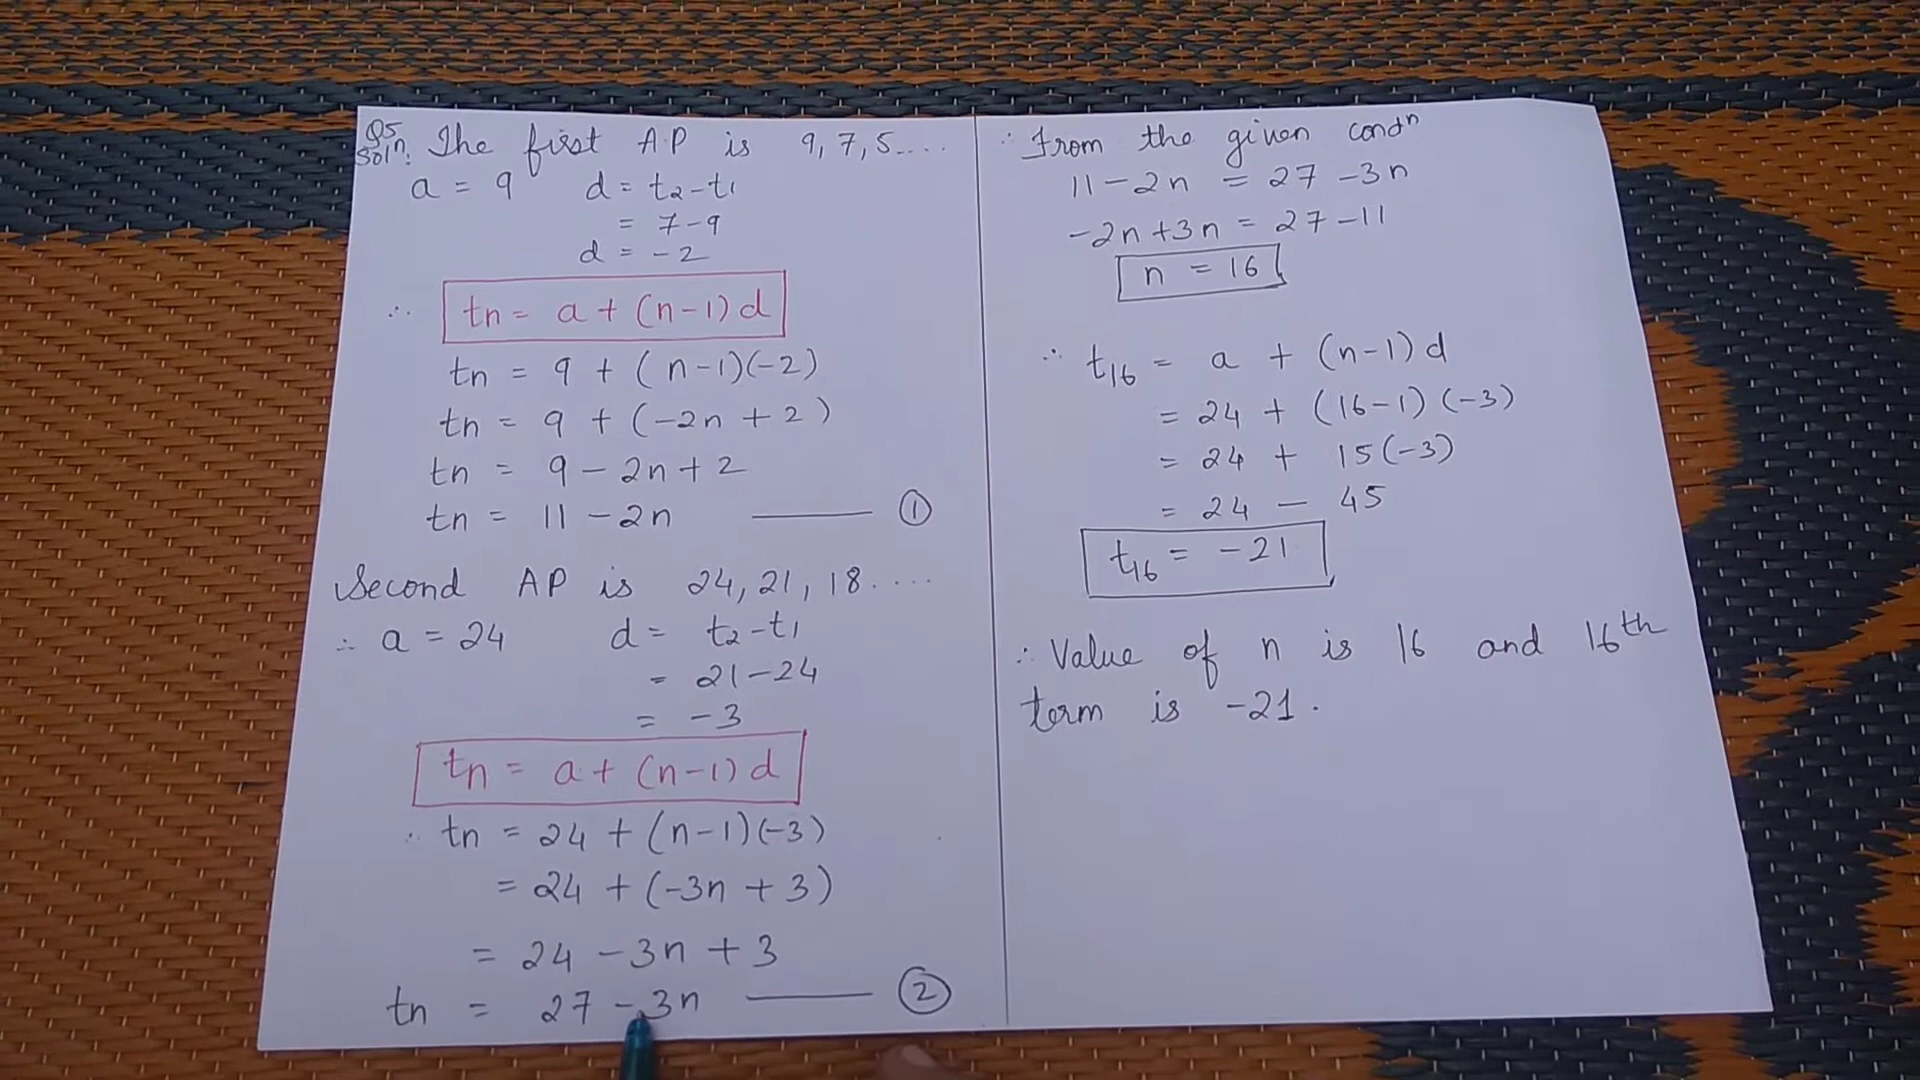 Q5
Soln: The first A.P is 9, 7, 5....
a = 9 d = t2-t1
= 7-9
d = -2
∴ tn = a + (n-1) d
tn = 9 + (n-1)(-2)
tn = 9 + (-2n + 2)
tn = 9 - 2n + 2
tn = 11 - 2n ——— ①
Second AP is 24, 21, 18.....
∴ a = 24 d = t2-t1
= 21-24
= -3
tn = a + (n-1) d
∴ tn = 24 + (n-1)(-3)
= 24 + (-3n + 3)
= 24 - 3n + 3
tn = 27 - 3n ——— ②
∴ From the given condn
11 - 2n = 27 - 3n
-2n + 3n = 27 - 11
n = 16
∴ t16 = a + (n-1) d
= 24 + (16-1) (-3)
= 24 + 15(-3)
= 24 - 45
t16 = -21
∴ Value of n is 16 and 16th
term is -21.